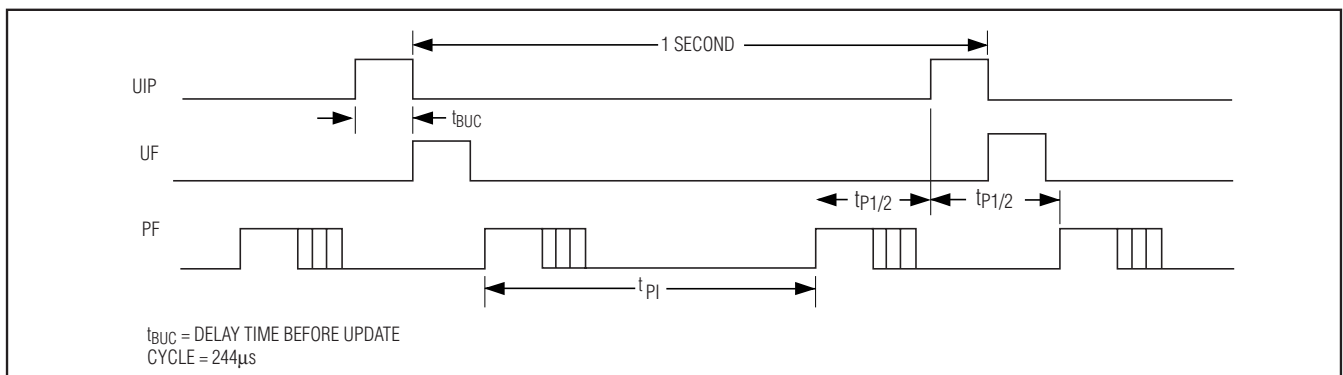 1 SECOND
UIP
tBUC
UF
tP1/2 tP1/2
PF
tPI
tBUC = DELAY TIME BEFORE UPDATE
CYCLE = 244μs